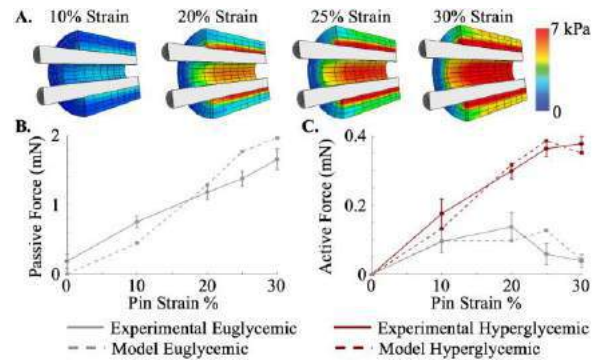 A. 10% Strain 20% Strain 25% Strain 30% Strain
7 kPa
0
B. C.
2
1
0
Passive Force (mN)
0 10 20 30
Pin Strain %
0.4
0.2
0
Active Force (mN)
0 10 20 30
Pin Strain %
Experimental Euglycemic
Model Euglycemic
Experimental Hyperglycemic
Model Hyperglycemic